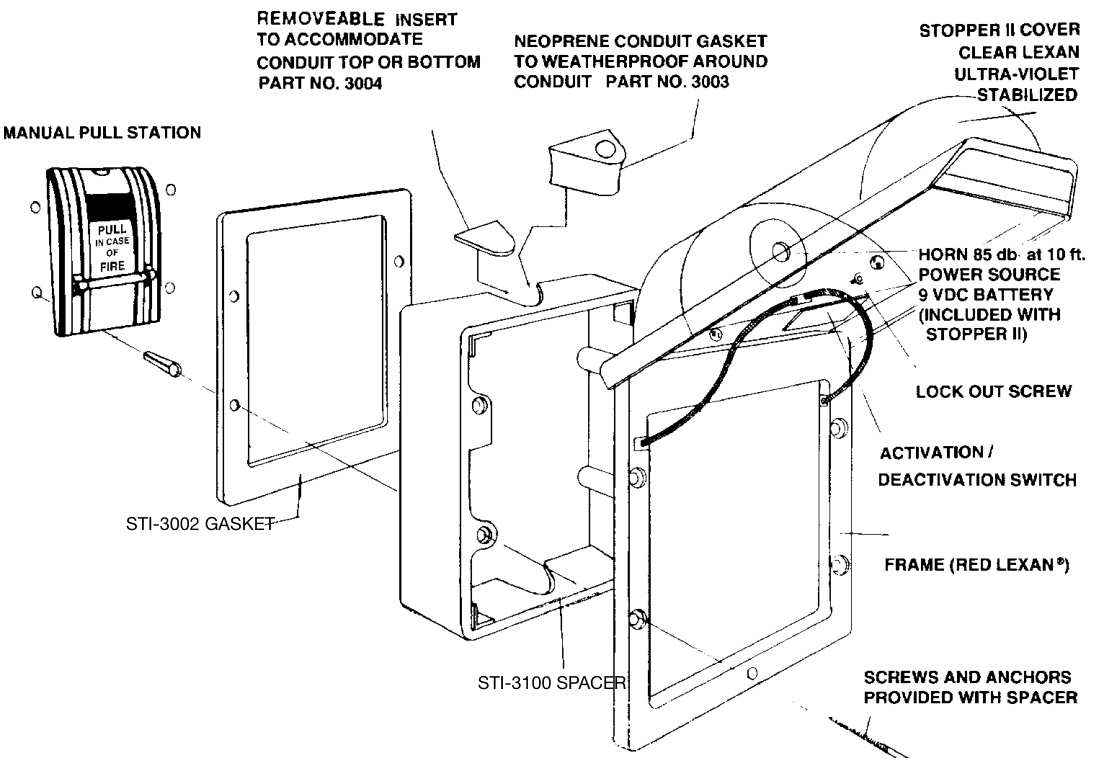 REMOVEABLE INSERT
TO ACCOMMODATE
CONDUIT TOP OR BOTTOM
PART NO. 3004
NEOPRENE CONDUIT GASKET
TO WEATHERPROOF AROUND
CONDUIT PART NO. 3003
STOPPER II COVER
CLEAR LEXAN
ULTRA-VIOLET
STABILIZED
MANUAL PULL STATION
PULL
IN CASE
OF
FIRE
HORN 85 db at 10 ft.
POWER SOURCE
9 VDC BATTERY
(INCLUDED WITH
STOPPER II)
LOCK OUT SCREW
ACTIVATION /
DEACTIVATION SWITCH
STI-3002 GASKET
FRAME (RED LEXAN®)
STI-3100 SPACER
SCREWS AND ANCHORS
PROVIDED WITH SPACER